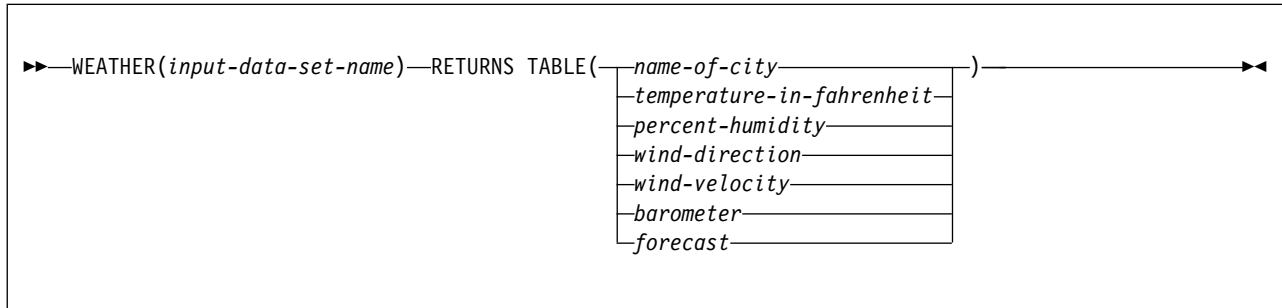 WEATHER(input-data-set-name) RETURNS TABLE( name-of-city )
temperature-in-fahrenheit
percent-humidity
wind-direction
wind-velocity
barometer
forecast